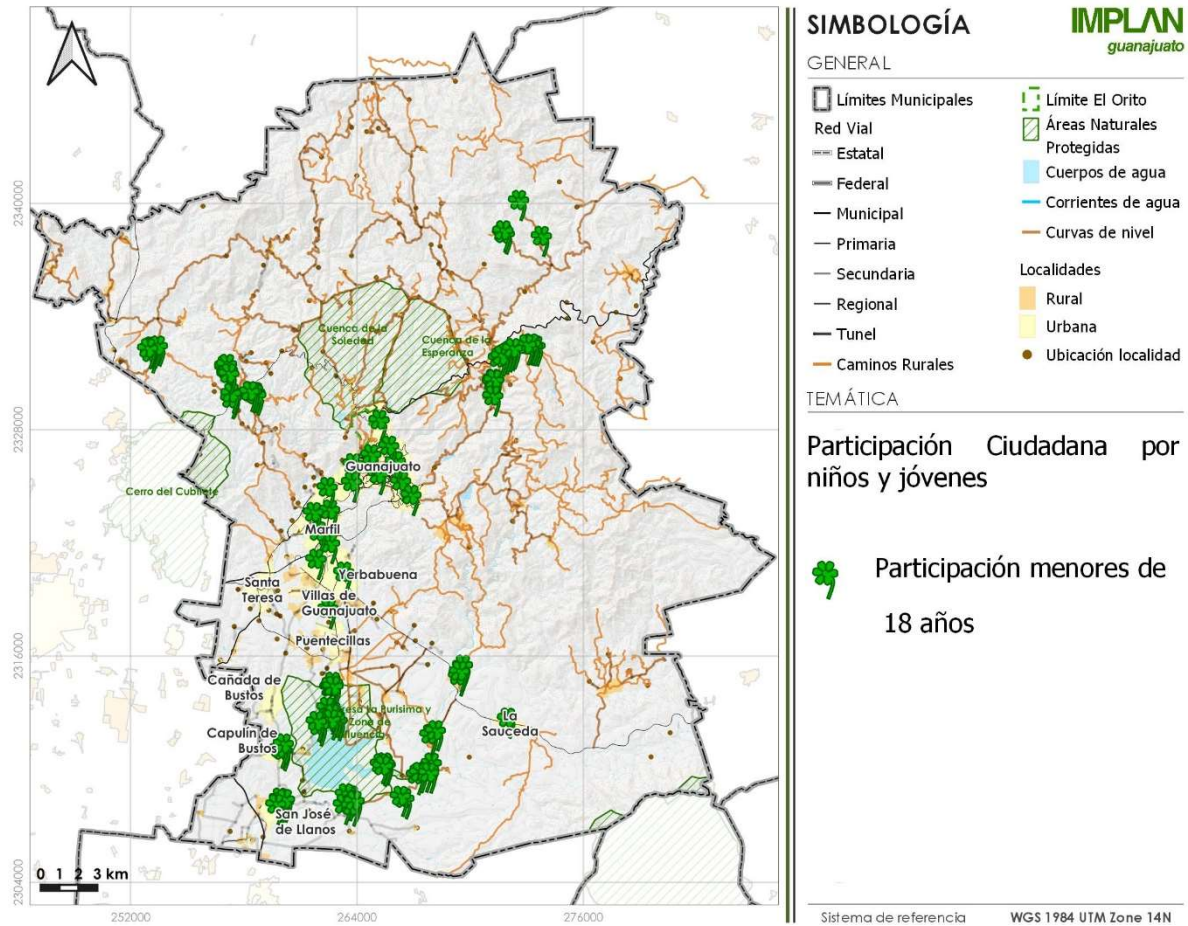 2340000
2328000
2316000
2304000
252000
264000
276000
Cuenca de la
Soledad
Cuenca de la
Esperanza
Guanajuato
Cerro del Cubilete
Marfil
Yerbabuena
Santa
Teresa
Villas de
Guanajuato
Puentecillas
Cañada de
Bustos
Capulín de
Bustos
La Purísima y
Zona de
La
Sauceda
San José
de Llanos
0 1 2 3 km
SIMBOLOGÍA
IMPLAN
guanajuato
GENERAL
Límites Municipales
Red Vial
Estatal
Federal
Municipal
Primaria
Secundaria
Regional
Tunel
Caminos Rurales
Límite El Orito
Áreas Naturales
Protegidas
Cuerpos de agua
Corrientes de agua
Curvas de nivel
Localidades
Rural
Urbana
Ubicación localidad
TEMÁTICA
Participación Ciudadana por
niños y jóvenes
Participación menores de
18 años
Sistema de referencia WGS 1984 UTM Zone 14N